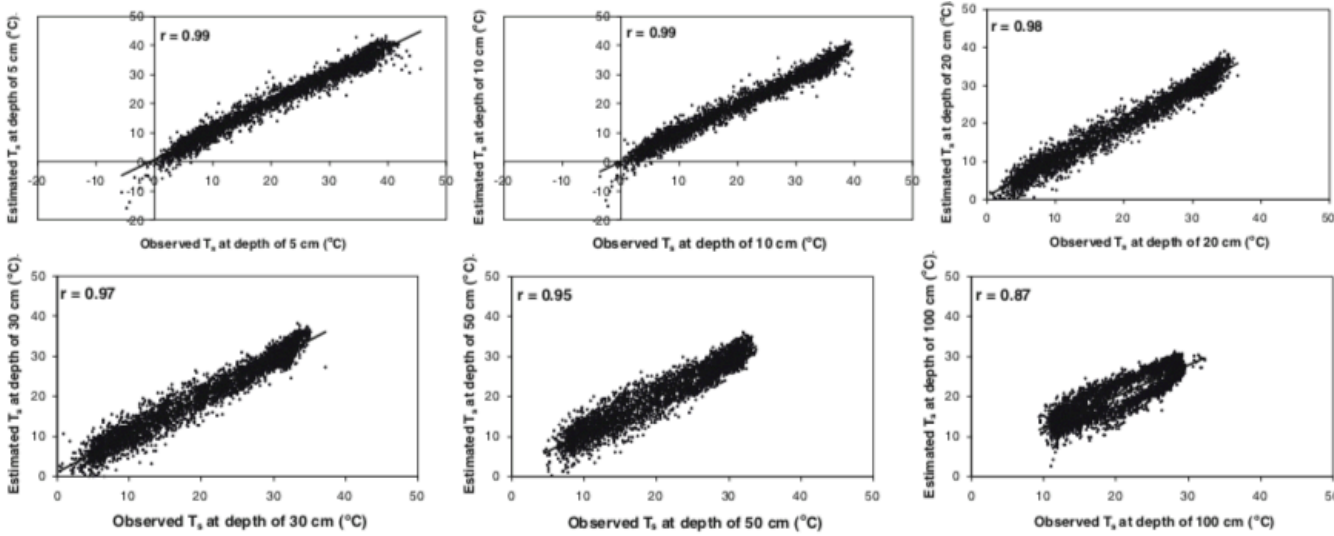 Estimated Ts at depth of 5 cm (°C).
r = 0.99
50
40
30
20
10
0
-10
-20
-20 -10 0 10 20 30 40 50
Observed Ts at depth of 5 cm (°C)
Estimated Ts at depth of 10 cm (°C)
r = 0.99
50
40
30
20
10
0
-10
-20
-20 -10 0 10 20 30 40 50
Observed Ts at depth of 10 cm (°C)
Estimated Ts at depth of 20 cm (°C)
r = 0.98
50
40
30
20
10
0
0 10 20 30 40 50
Observed Ts at depth of 20 cm (°C)
Estimated Ts at depth of 30 cm (°C).
r = 0.97
50
40
30
20
10
0
0 10 20 30 40 50
Observed Ts at depth of 30 cm (°C)
Estimated Ts at depth of 50 cm (°C).
r = 0.95
50
40
30
20
10
0
0 10 20 30 40 50
Observed Ts at depth of 50 cm (°C)
Estimated Ts at depth of 100 cm (°C).
r = 0.87
50
40
30
20
10
0
0 10 20 30 40 50
Observed Ts at depth of 100 cm (°C)